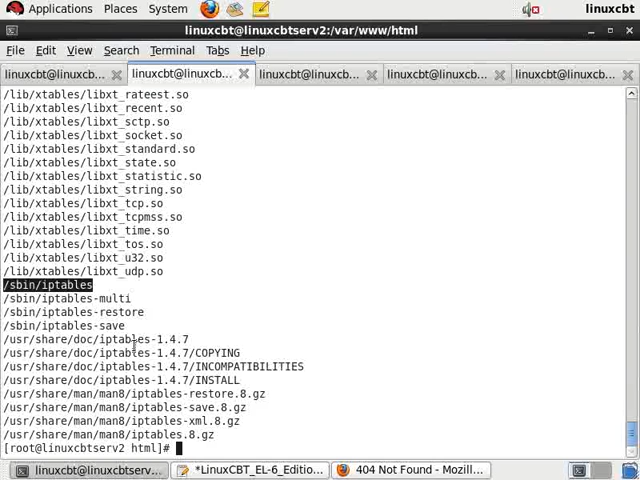 Applications Places System linuxcbt
linuxcbt@linuxcbtserv2:/var/www/html
File Edit View Search Terminal Tabs Help
linuxcbt@linuxcb... linuxcbt@linuxcb... linuxcbt@linuxcb... linuxcbt@linuxcb... linuxcbt@linuxcb...
/lib/xtables/libxt_rateest.so
/lib/xtables/libxt_recent.so
/lib/xtables/libxt_sctp.so
/lib/xtables/libxt_socket.so
/lib/xtables/libxt_standard.so
/lib/xtables/libxt_state.so
/lib/xtables/libxt_statistic.so
/lib/xtables/libxt_string.so
/lib/xtables/libxt_tcp.so
/lib/xtables/libxt_tcpmss.so
/lib/xtables/libxt_time.so
/lib/xtables/libxt_tos.so
/lib/xtables/libxt_u32.so
/lib/xtables/libxt_udp.so
/sbin/iptables
/sbin/iptables-multi
/sbin/iptables-restore
/sbin/iptables-save
/usr/share/doc/iptables-1.4.7
/usr/share/doc/iptables-1.4.7/COPYING
/usr/share/doc/iptables-1.4.7/INCOMPATIBILITIES
/usr/share/doc/iptables-1.4.7/INSTALL
/usr/share/man/man8/iptables-restore.8.gz
/usr/share/man/man8/iptables-save.8.gz
/usr/share/man/man8/iptables-xml.8.gz
/usr/share/man/man8/iptables.8.gz
[root@linuxcbtserv2 html]#
linuxcbt@linuxcbtserv... *LinuxCBT_EL-6_Editio... 404 Not Found - Mozill...